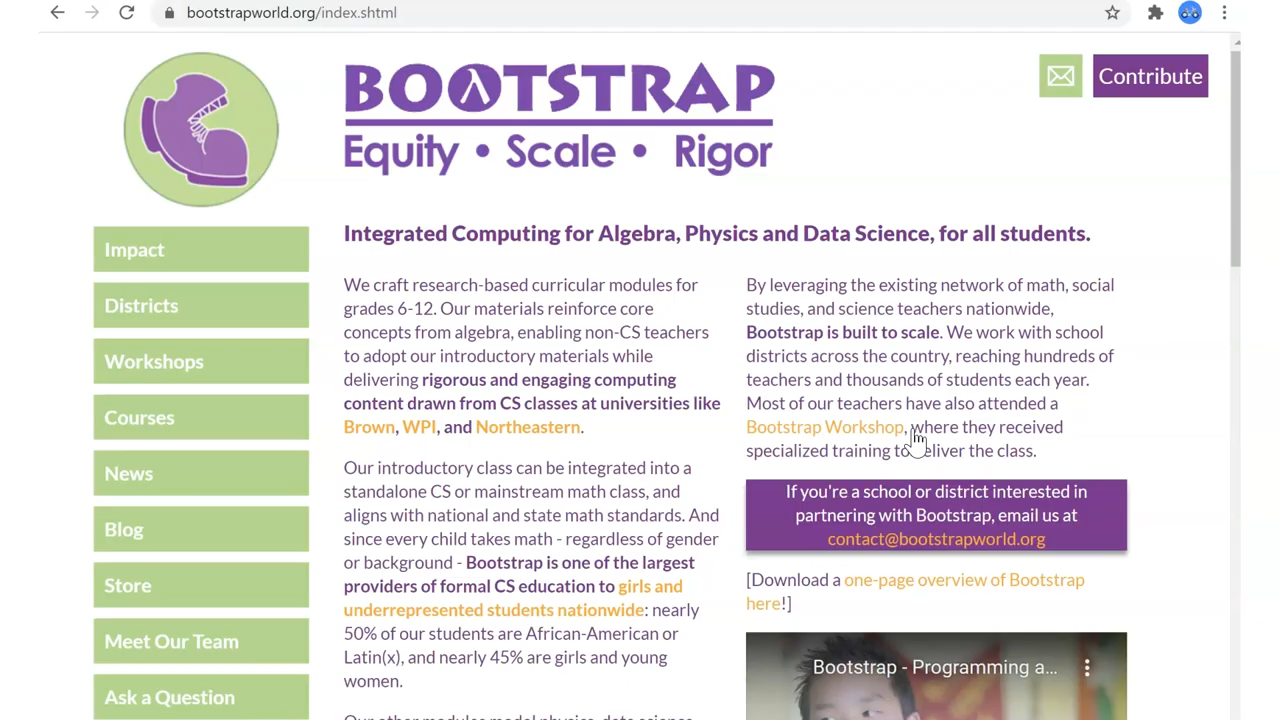 bootstrapworld.org/index.shtml
BOOTSTRAP
Equity • Scale • Rigor
Contribute
Impact
Districts
Workshops
Courses
News
Blog
Store
Meet Our Team
Ask a Question
Integrated Computing for Algebra, Physics and Data Science, for all students.
We craft research-based curricular modules for
grades 6-12. Our materials reinforce core
concepts from algebra, enabling non-CS teachers
to adopt our introductory materials while
delivering rigorous and engaging computing
content drawn from CS classes at universities like
Brown, WPI, and Northeastern.
Our introductory class can be integrated into a
standalone CS or mainstream math class, and
aligns with national and state math standards. And
since every child takes math - regardless of gender
or background - Bootstrap is one of the largest
providers of formal CS education to girls and
underrepresented students nationwide: nearly
50% of our students are African-American or
Latin(x), and nearly 45% are girls and young
women.
Our other modules model physics, data science
By leveraging the existing network of math, social
studies, and science teachers nationwide,
Bootstrap is built to scale. We work with school
districts across the country, reaching hundreds of
teachers and thousands of students each year.
Most of our teachers have also attended a
Bootstrap Workshop, where they received
specialized training to deliver the class.
If you're a school or district interested in
partnering with Bootstrap, email us at
contact@bootstrapworld.org
[Download a one-page overview of Bootstrap
here!]
Bootstrap - Programming a...